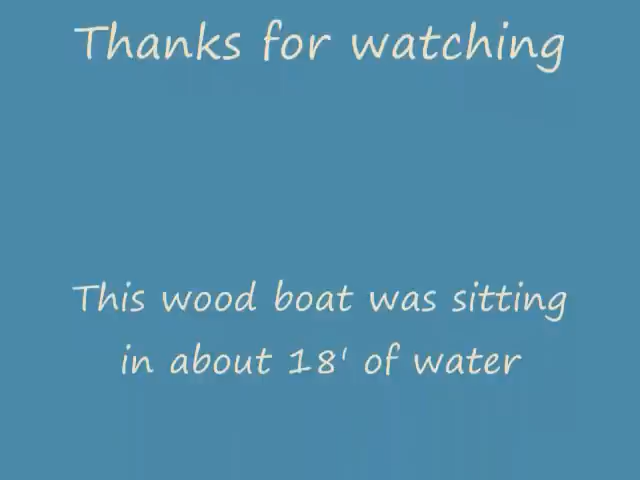 Thanks for watching
This wood boat was sitting
in about 18' of water